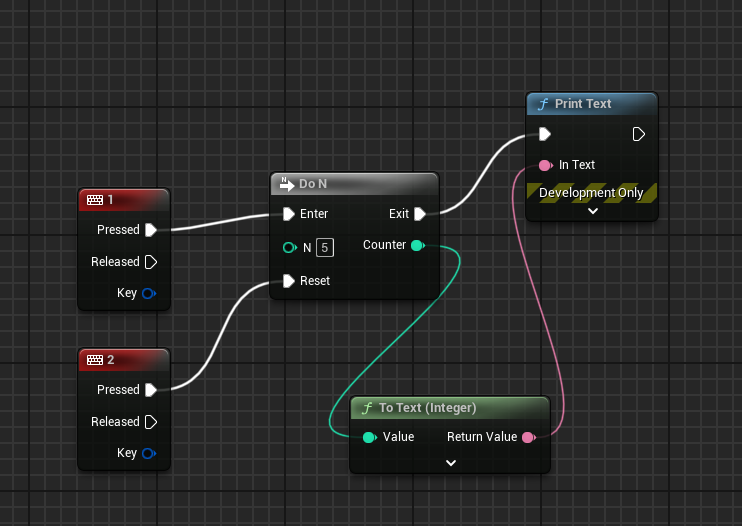 f Print Text
In Text
Development Only
N Do N
Enter Exit
N 5 Counter
Reset
1
Pressed
Released
Key
2
Pressed
Released
Key
f To Text (Integer)
Value Return Value